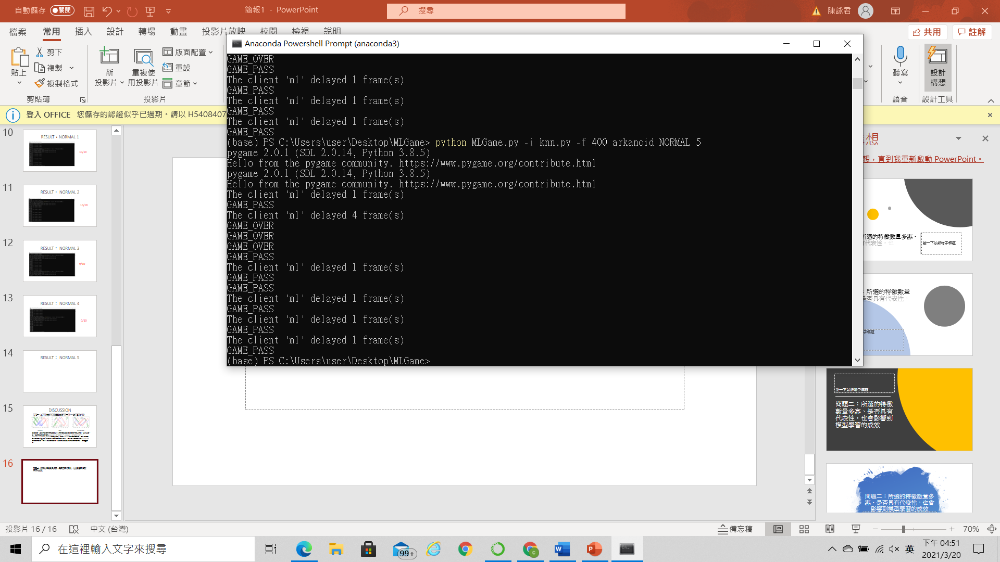 自動儲存 關閉
簡報1 - PowerPoint
搜尋
陳詠君
檔案 常用 插入 設計 轉場 動畫 投影片放映 校閱 檢視 說明
共用 註解
貼上
剪下
複製
複製格式
剪貼簿
新
投影片
重複使
用投影片
版面配置
重設
章節
投影片
聽寫
語音
設計
構想
設計工具
登入 OFFICE 您儲存的認證似乎已過期。請以 H5408407
Anaconda Powershell Prompt (anaconda3)
GAME_OVER
GAME_PASS
The client 'ml' delayed 1 frame(s)
GAME_PASS
The client 'ml' delayed 1 frame(s)
GAME_PASS
The client 'ml' delayed 1 frame(s)
GAME_PASS
(base) PS C:\Users\user\Desktop\MLGame> python MLGame.py -i knn.py -f 400 arkanoid NORMAL 5
pygame 2.0.1 (SDL 2.0.14, Python 3.8.5)
Hello from the pygame community. https://www.pygame.org/contribute.html
pygame 2.0.1 (SDL 2.0.14, Python 3.8.5)
Hello from the pygame community. https://www.pygame.org/contribute.html
The client 'ml' delayed 1 frame(s)
GAME_PASS
The client 'ml' delayed 4 frame(s)
GAME_OVER
GAME_OVER
GAME_OVER
GAME_PASS
The client 'ml' delayed 1 frame(s)
GAME_PASS
GAME_PASS
The client 'ml' delayed 1 frame(s)
GAME_PASS
The client 'ml' delayed 1 frame(s)
GAME_PASS
The client 'ml' delayed 1 frame(s)
GAME_PASS
(base) PS C:\Users\user\Desktop\MLGame>
10
RESULT：NORMAL 1
10/10
11
RESULT： NORMAL 2
10/10
12
RESULT： NORMAL 3
9/10
13
RESULT： NORMAL 4
0/10
14
RESULT： NORMAL 5
15
DISCUSSION
16
想
想，直到我重新啟動 PowerPoint。
所選的特徵數量多寡、
有代表性，也
按一下以新增子標題
：所選的特徵數量
是否具有代表性，
子標題
按一下以新增子標題
問題二：所選的特徵
數量多寡、是否具有
代表性，也會影響到
模型學習的成效
問題二：所選的特徵數量多
寡、是否具有代表性，也會
影響到模型學習的成效
投影片 16 / 16 中文 (台灣)
備忘稿
70%
在這裡輸入文字來搜尋
99+
英
下午 04:51
2021/3/20